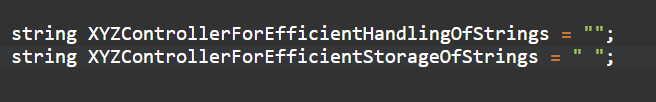 string XYZControllerForEfficientHandlingOfStrings = "";
string XYZControllerForEfficientStorageOfStrings = " ";